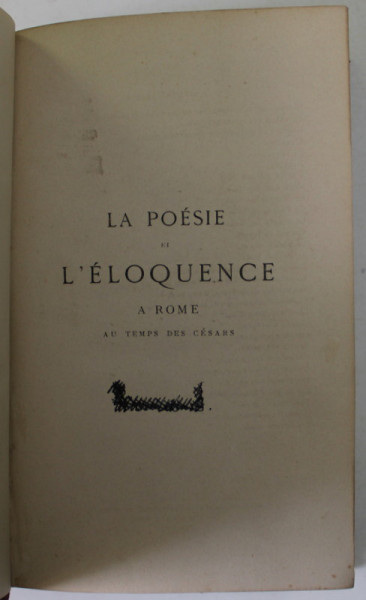 LA POÉSIE
ET
L'ÉLOQUENCE
A ROME
AU TEMPS DES CÉSARS